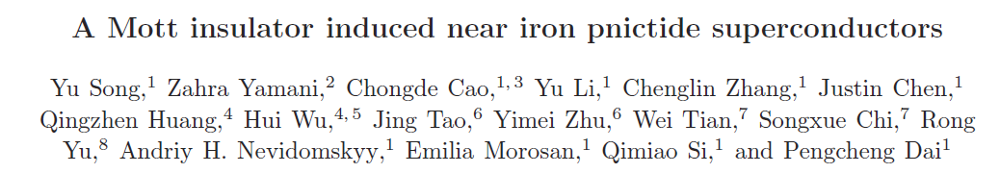 A Mott insulator induced near iron pnictide superconductors
Yu Song,¹ Zahra Yamani,² Chongde Cao,¹,³ Yu Li,¹ Chenglin Zhang,¹ Justin Chen,¹
Qingzhen Huang,⁴ Hui Wu,⁴,⁵ Jing Tao,⁶ Yimei Zhu,⁶ Wei Tian,⁷ Songxue Chi,⁷ Rong
Yu,⁸ Andriy H. Nevidomskyy,¹ Emilia Morosan,¹ Qimiao Si,¹ and Pengcheng Dai¹